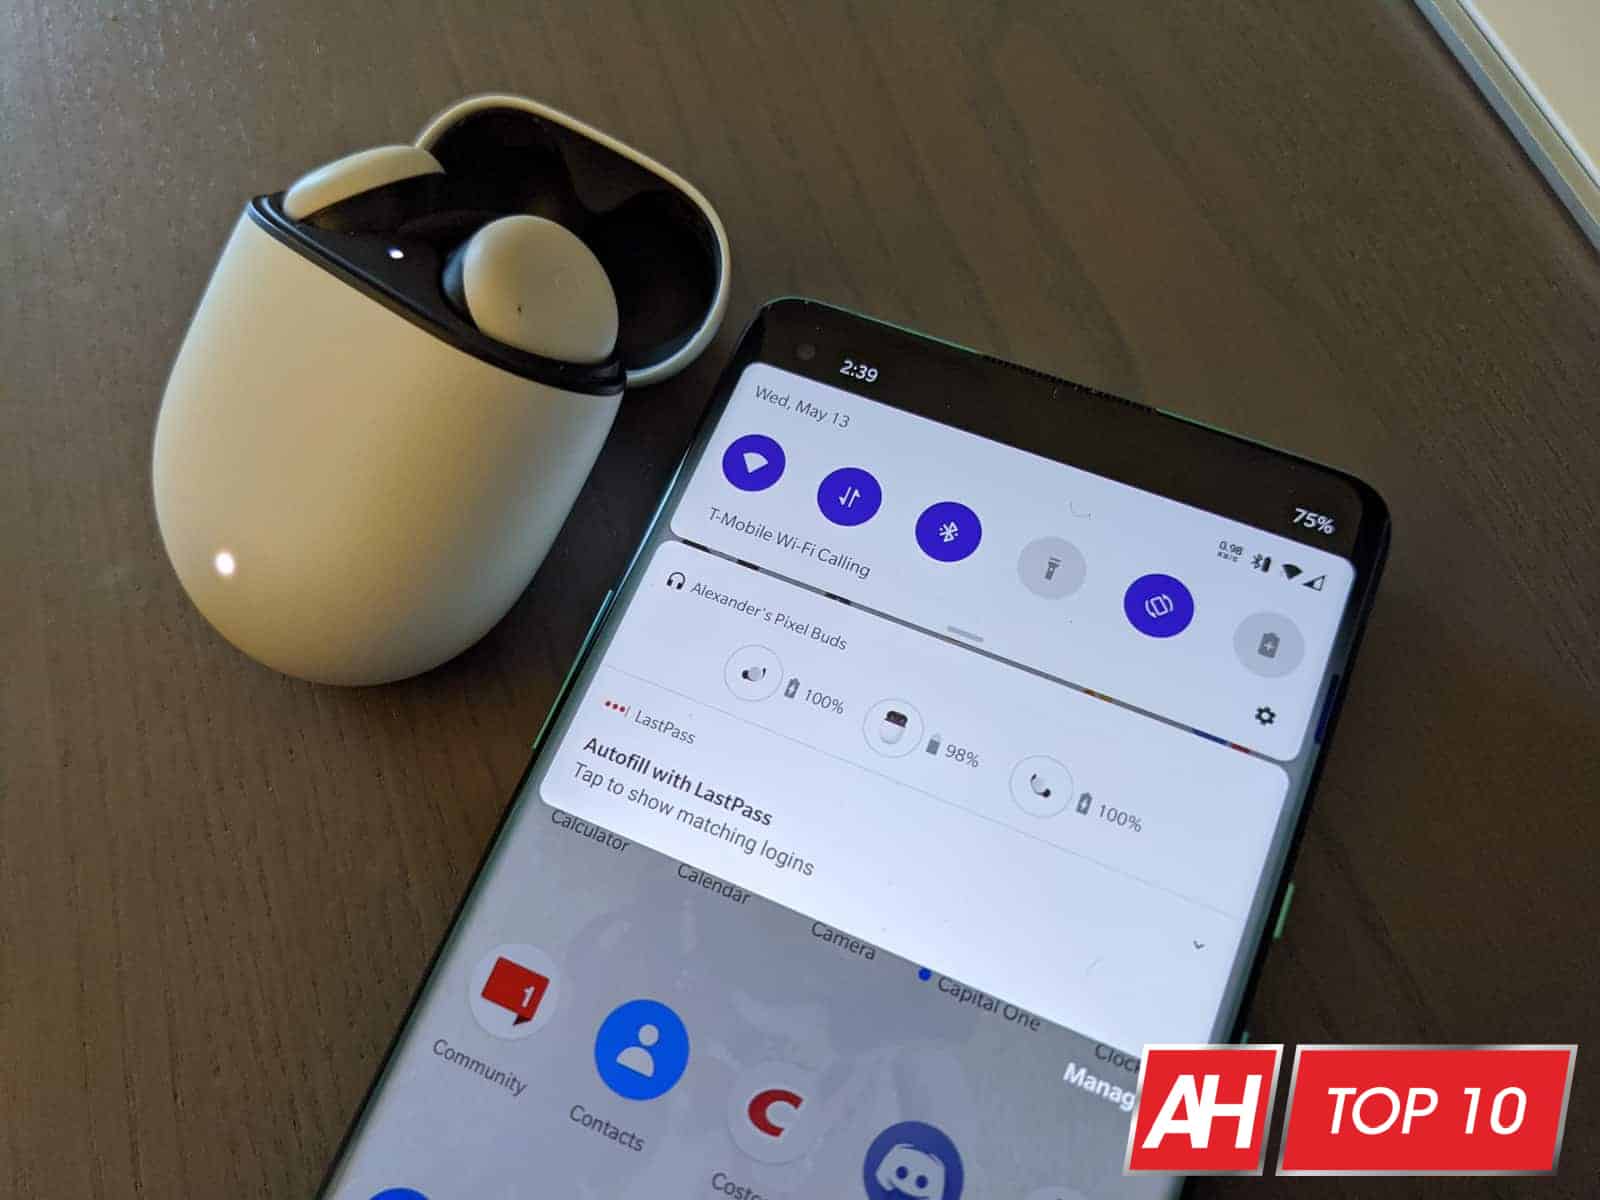 2:39
75%
Wed, May 13
0.98
T-Mobile Wi-Fi Calling
Alexander's Pixel Buds
100%
98%
100%
LastPass
Autofill with LastPass
Tap to show matching logins
Calculator
Calendar
Camera
Capital One
Clock
Manag
1
Community
Contacts
Costc
AH TOP 10